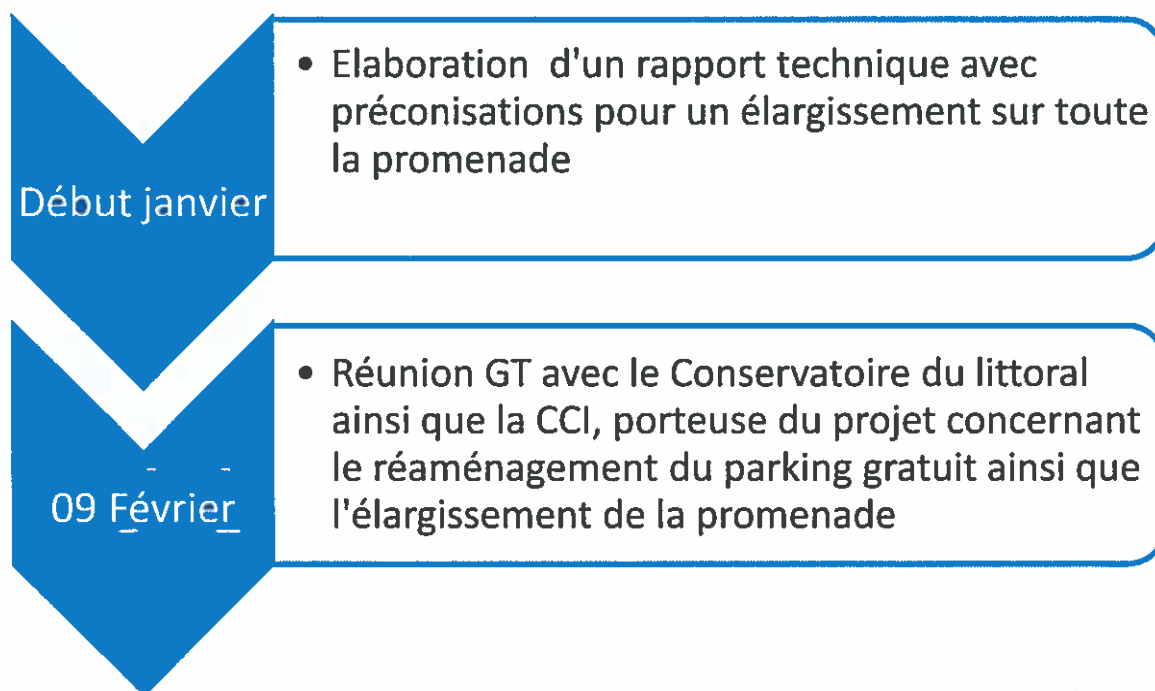 Début janvier
• Elaboration d'un rapport technique avec
préconisations pour un élargissement sur toute
la promenade
09 Février
• Réunion GT avec le Conservatoire du littoral
ainsi que la CCI, porteuse du projet concernant
le réaménagement du parking gratuit ainsi que
l'élargissement de la promenade